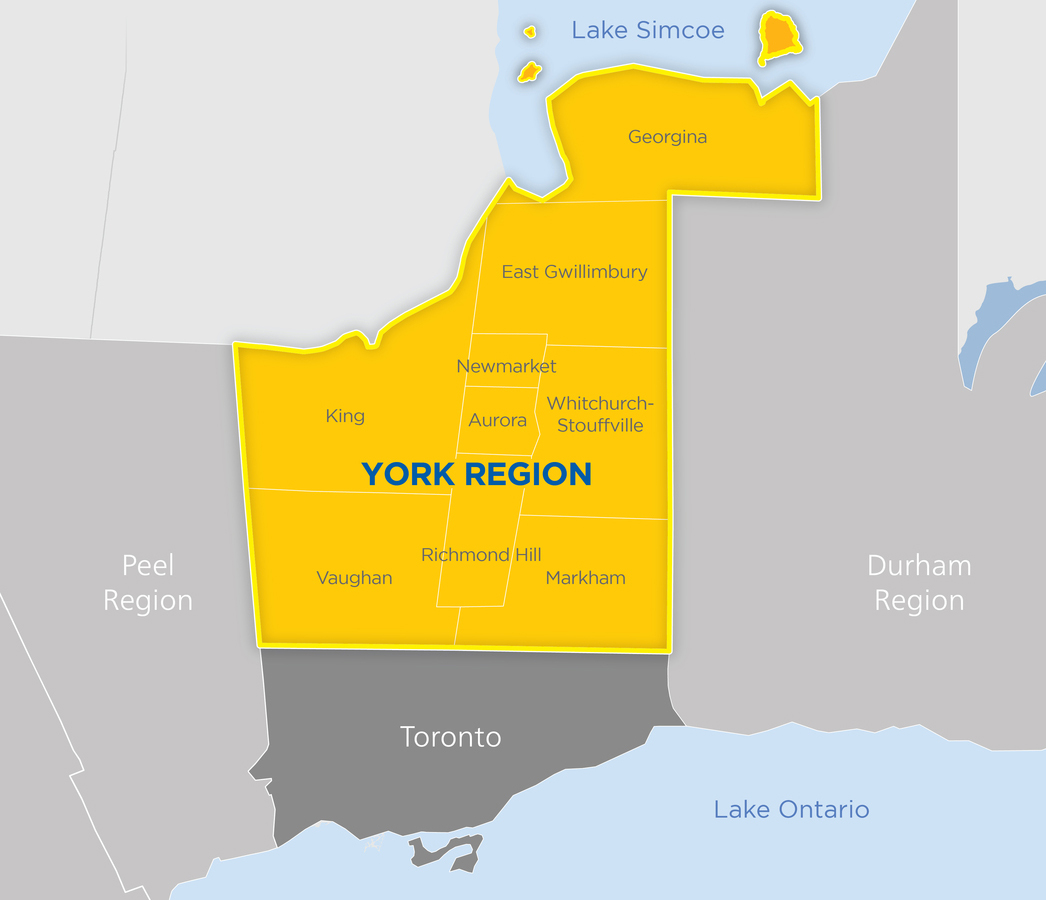 Lake Simcoe
Georgina
East Gwillimbury
Newmarket
King
Aurora
Whitchurch-
Stouffville
YORK REGION
Peel
Region
Vaughan
Richmond Hill
Markham
Durham
Region
Toronto
Lake Ontario